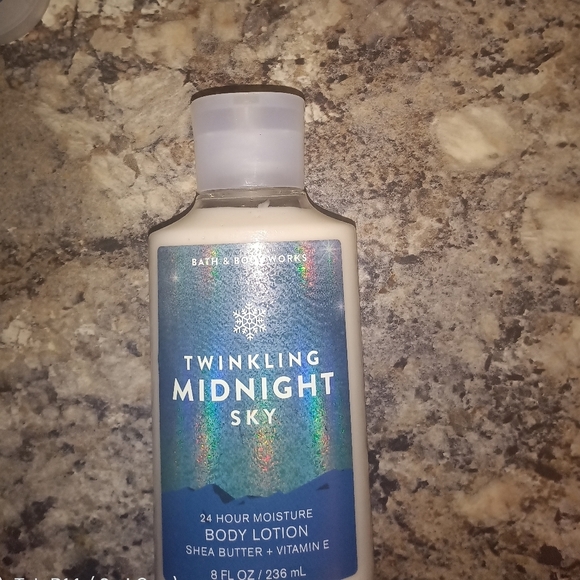 BATH & BODY WORKS
TWINKLING
MIDNIGHT
SKY
24 HOUR MOISTURE
BODY LOTION
SHEA BUTTER + VITAMIN E
8 FL OZ / 236 mL